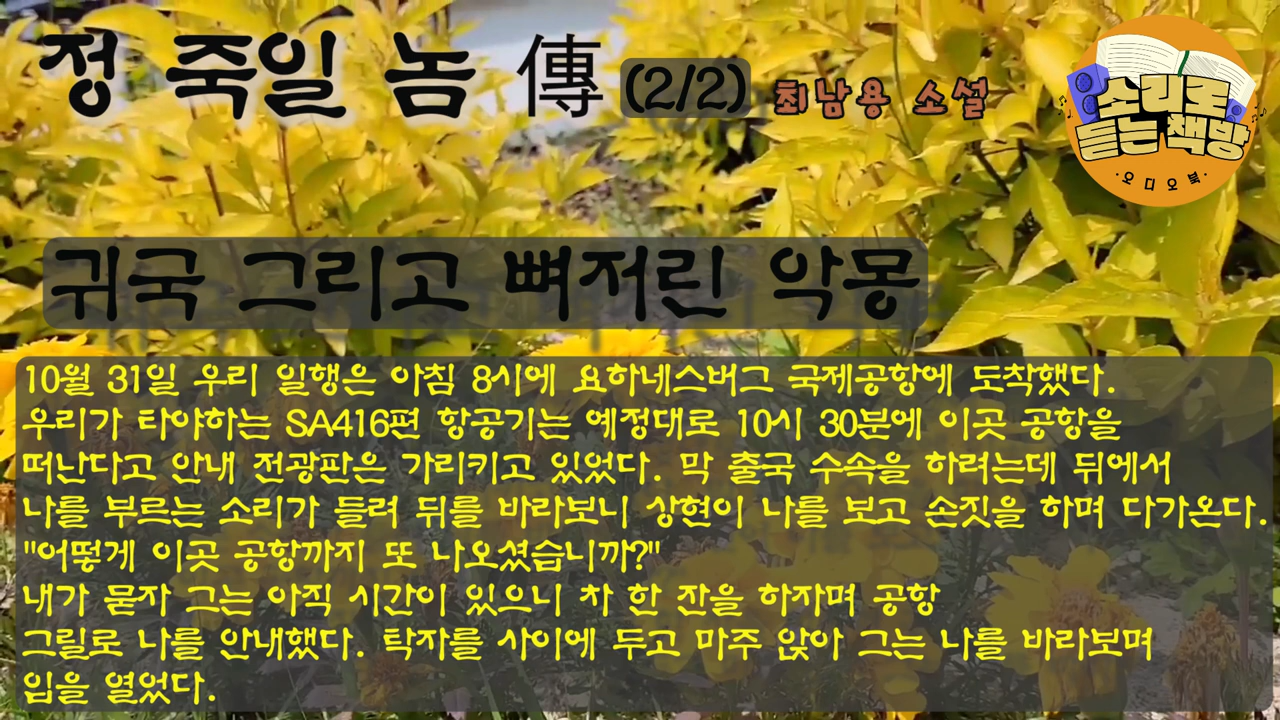 정 죽일 놈 傳 (2/2) 최남용 소설
소리로
듣는 책방
·오디오북·
귀국 그리고 뼈저린 악몽
10월 31일 우리 일행은 아침 8시에 요하네스버그 국제공항에 도착했다.
우리가 타야하는 SA416편 항공기는 예정대로 10시 30분에 이곳 공항을
떠난다고 안내 전광판은 가리키고 있었다. 막 출국 수속을 하려는데 뒤에서
나를 부르는 소리가 들려 뒤를 바라보니 상현이 나를 보고 손짓을 하며 다가온다.
"어떻게 이곳 공항까지 또 나오셨습니까?"
내가 묻자 그는 아직 시간이 있으니 차 한 잔을 하자며 공항
그릴로 나를 안내했다. 탁자를 사이에 두고 마주 앉아 그는 나를 바라보며
입을 열었다.